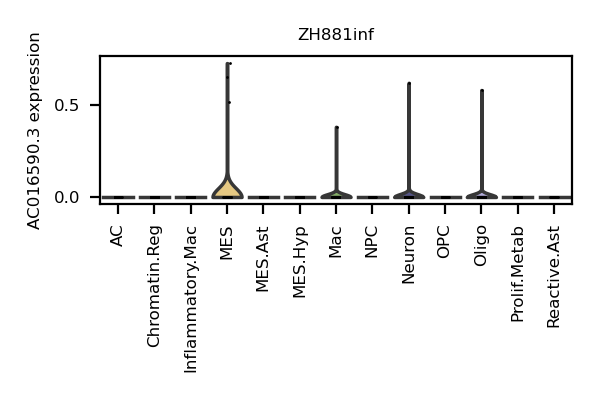 ZH881inf
AC016590.3 expression
0.5
0.0
AC
Chromatin.Reg
Inflammatory.Mac
MES
MES.Ast
MES.Hyp
Mac
NPC
Neuron
OPC
Oligo
Prolif.Metab
Reactive.Ast